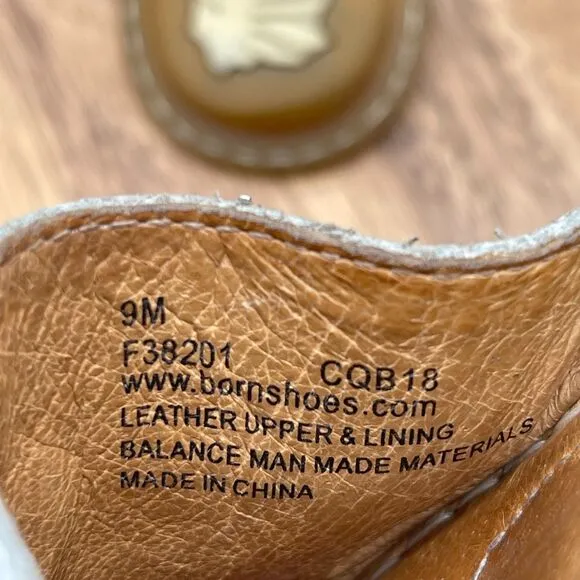 9M
F38201 CQB18
www.bornshoes.com
LEATHER UPPER & LINING
BALANCE MAN MADE MATERIALS
MADE IN CHINA